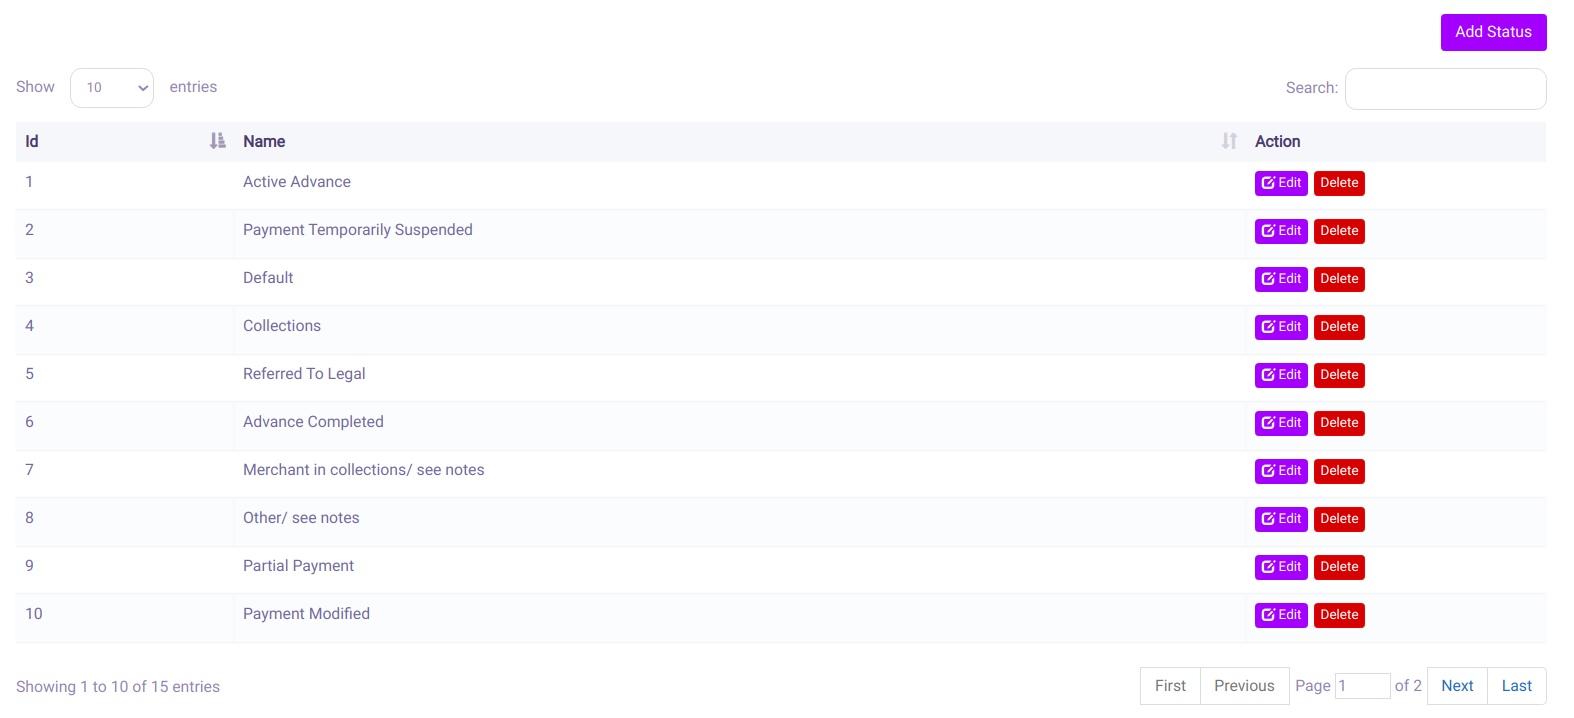 Add Status
Show 10 entries Search:
Id Name Action
1 Active Advance Edit Delete
2 Payment Temporarily Suspended Edit Delete
3 Default Edit Delete
4 Collections Edit Delete
5 Referred To Legal Edit Delete
6 Advance Completed Edit Delete
7 Merchant in collections/ see notes Edit Delete
8 Other/ see notes Edit Delete
9 Partial Payment Edit Delete
10 Payment Modified Edit Delete
Showing 1 to 10 of 15 entries First Previous Page 1 of 2 Next Last